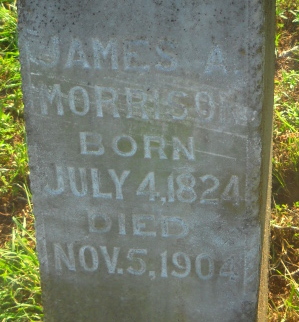 JAMES A.
MORRISON
BORN
JULY 4, 1824
DIED
NOV. 5, 1904